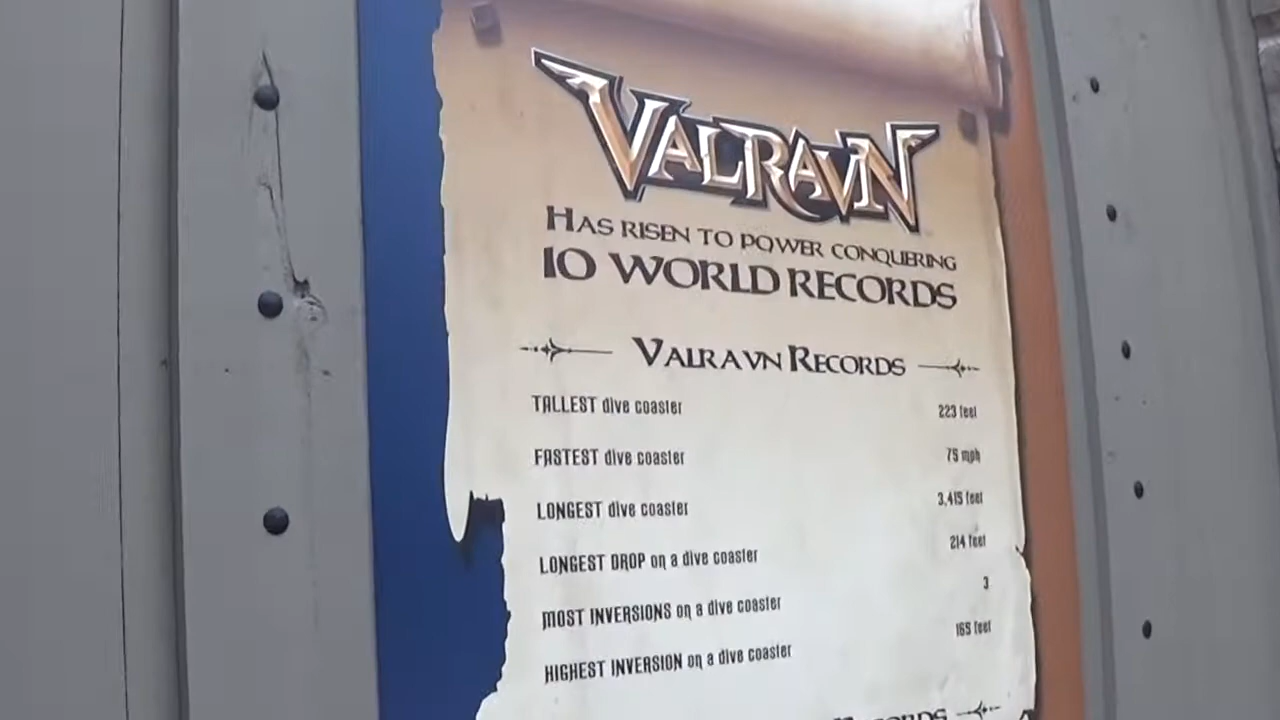 VALRAVN
HAS RISEN TO POWER CONQUERING
10 WORLD RECORDS
VALRAVN RECORDS
TALLEST dive coaster 223 feet
FASTEST dive coaster 75 mph
LONGEST dive coaster 3,415 feet
LONGEST DROP on a dive coaster 214 feet
MOST INVERSIONS on a dive coaster 3
HIGHEST INVERSION on a dive coaster 165 feet
RECORDS